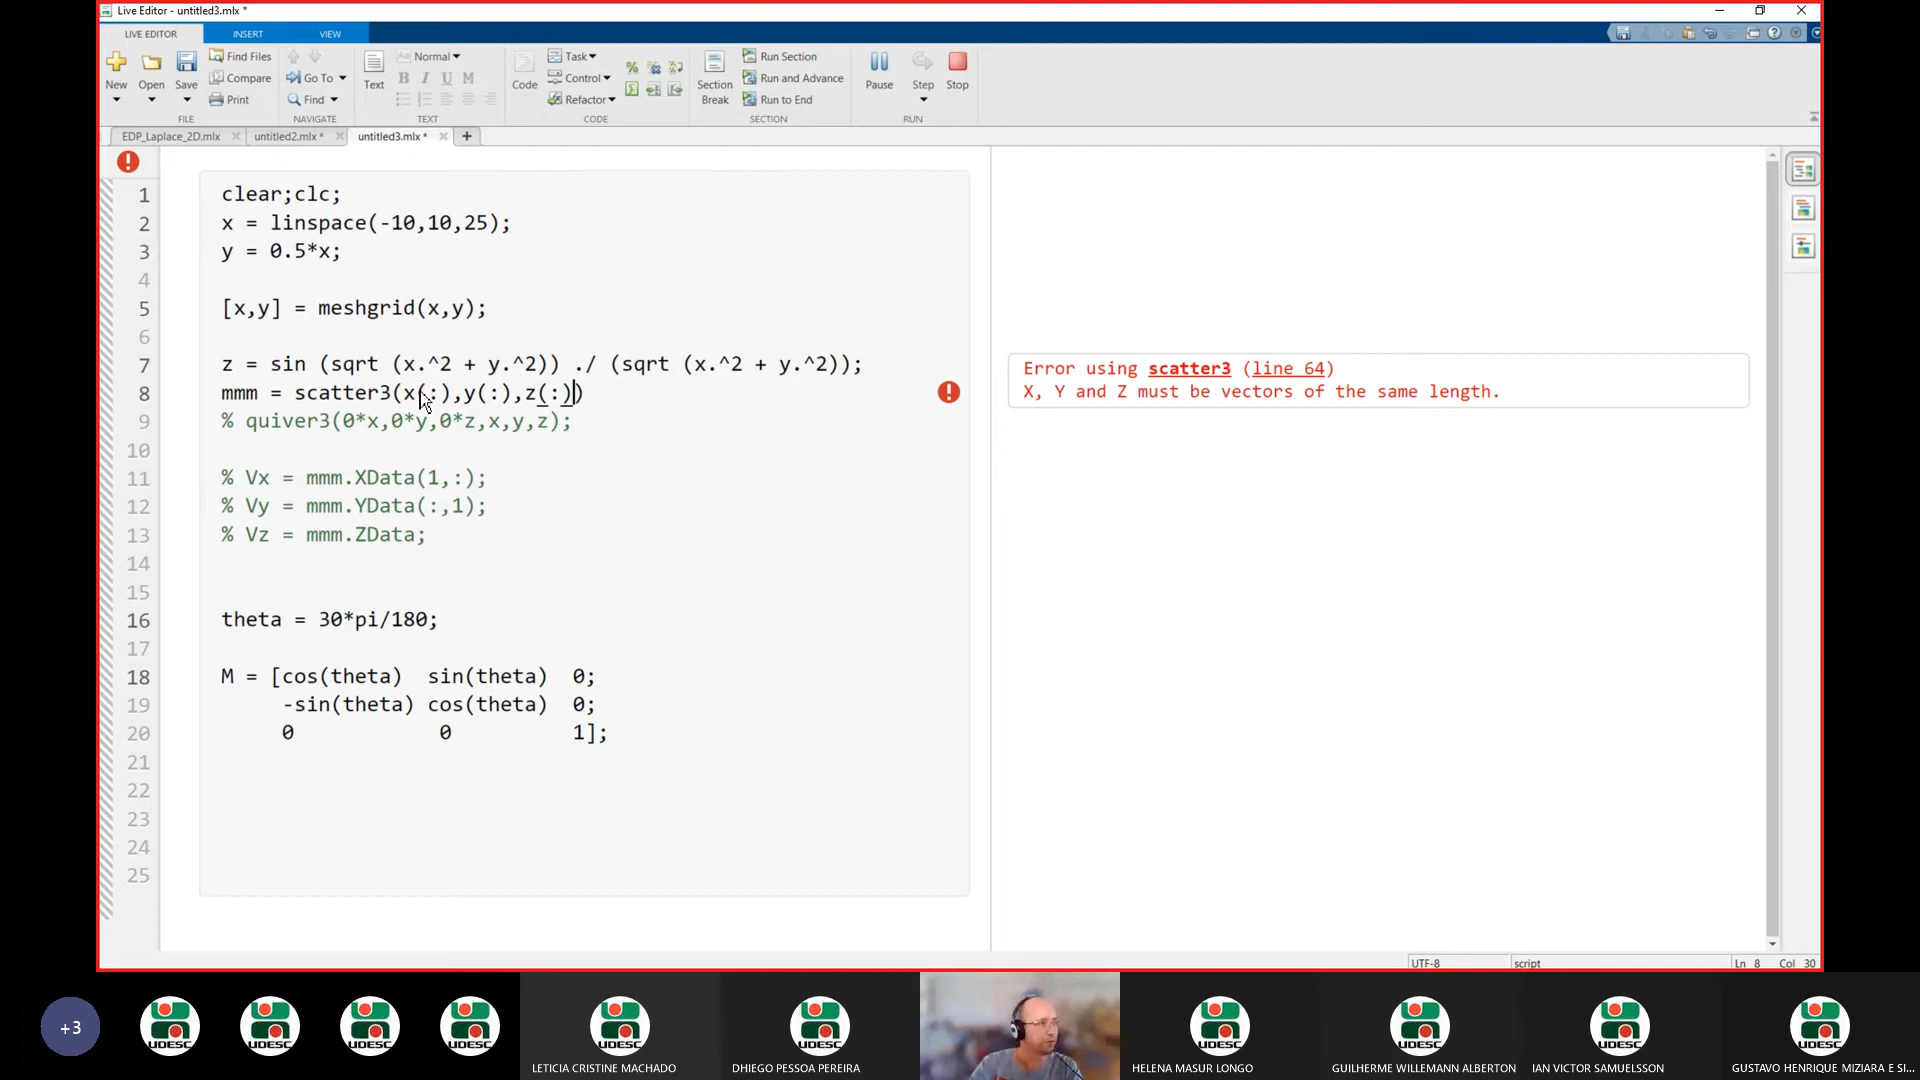 Live Editor - untitled3.mlx *
LIVE EDITOR
INSERT
VIEW
New
Open
Save
Find Files
Compare
Print
FILE
Go To
Find
NAVIGATE
Text
Normal
B I U M
TEXT
Code
Task
Control
Refactor
CODE
Section Break
Run Section
Run and Advance
Run to End
SECTION
Pause
Step
Stop
RUN
EDP_Laplace_2D.mlx
untitled2.mlx *
untitled3.mlx *
1 clear;clc;
2 x = linspace(-10,10,25);
3 y = 0.5*x;
4
5 [x,y] = meshgrid(x,y);
6
7 z = sin (sqrt (x.^2 + y.^2)) ./ (sqrt (x.^2 + y.^2));
8 mmm = scatter3(x(:),y(:),z(:))
9 % quiver3(0*x,0*y,0*z,x,y,z);
10
11 % Vx = mmm.XData(1,:);
12 % Vy = mmm.YData(:,1);
13 % Vz = mmm.ZData;
14
15
16 theta = 30*pi/180;
17
18 M = [cos(theta) sin(theta) 0;
19 -sin(theta) cos(theta) 0;
20 0 0 1];
21
22
23
24
25
Error using scatter3 (line 64)
X, Y and Z must be vectors of the same length.
UTF-8
script
Ln 8 Col 30
+3
UDESC
UDESC
UDESC
UDESC
UDESC
LETICIA CRISTINE MACHADO
UDESC
DHIEGO PESSOA PEREIRA
UDESC
HELENA MASUR LONGO
UDESC
GUILHERME WILLEMANN ALBERTON
UDESC
IAN VICTOR SAMUELSSON
UDESC
GUSTAVO HENRIQUE MIZIARA E SI...